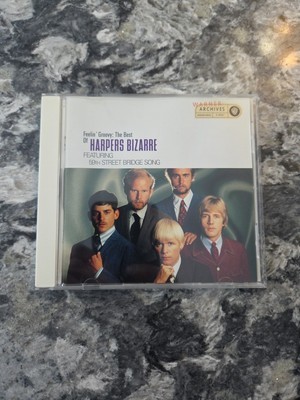 WARNER
ARCHIVES
Feelin' Groovy: The Best
Of HARPERS BIZARRE
FEATURING
59TH STREET BRIDGE SONG